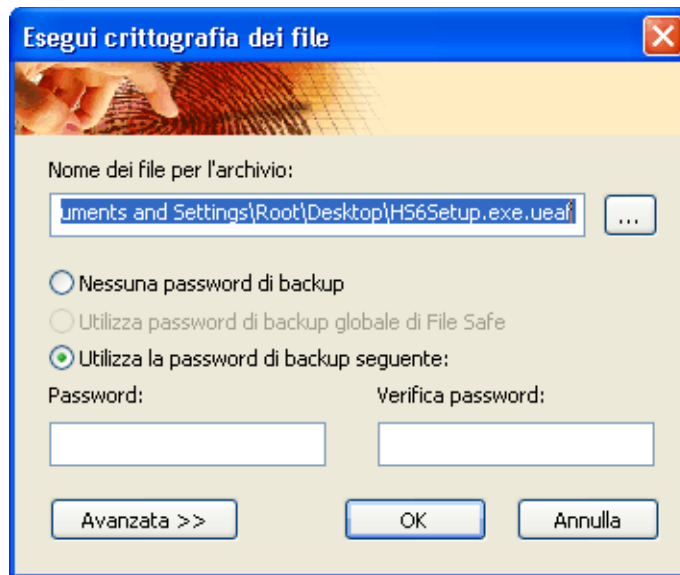 Esegui crittografia dei file
Nome dei file per l'archivio:
uments and Settings\Root\Desktop\HS6Setup.exe.ueaf
...
Nessuna password di backup
Utilizza password di backup globale di File Safe
Utilizza la password di backup seguente:
Password: Verifica password:
Avanzata >> OK Annulla